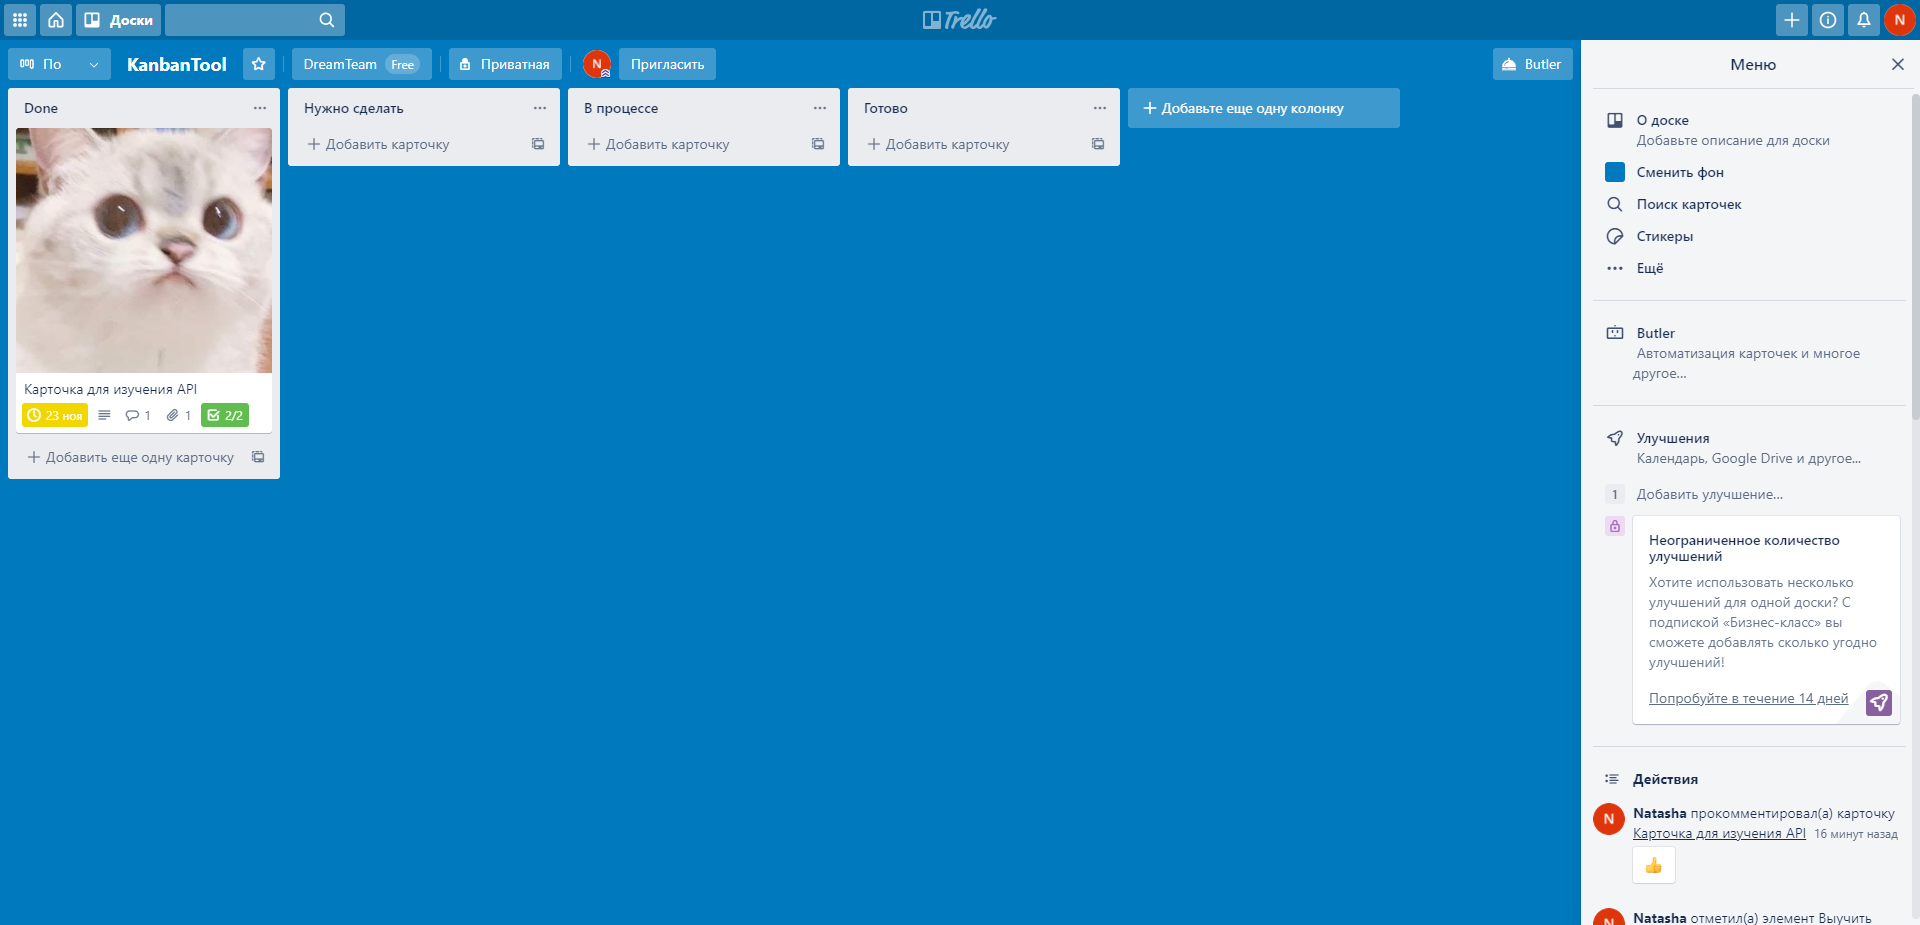 Доски
Trello
N
По
KanbanTool
DreamTeam Free
Приватная
N
Пригласить
Butler
Done
Карточка для изучения API
23 ноя
1
1
2/2
Добавить еще одну карточку
Нужно сделать
Добавить карточку
В процессе
Добавить карточку
Готово
Добавить карточку
Добавьте еще одну колонку
Меню
О доске
Добавьте описание для доски
Сменить фон
Поиск карточек
Стикеры
Ещё
Butler
Автоматизация карточек и многое
другое...
Улучшения
Календарь, Google Drive и другое...
1 Добавить улучшение...
Неограниченное количество
улучшений
Хотите использовать несколько
улучшений для одной доски? С
подпиской «Бизнес-класс» вы
сможете добавлять сколько угодно
улучшений!
Попробуйте в течение 14 дней
Действия
N
Natasha прокомментировал(а) карточку
Карточка для изучения API 16 минут назад
N
Natasha отметил(а) элемент Выучить